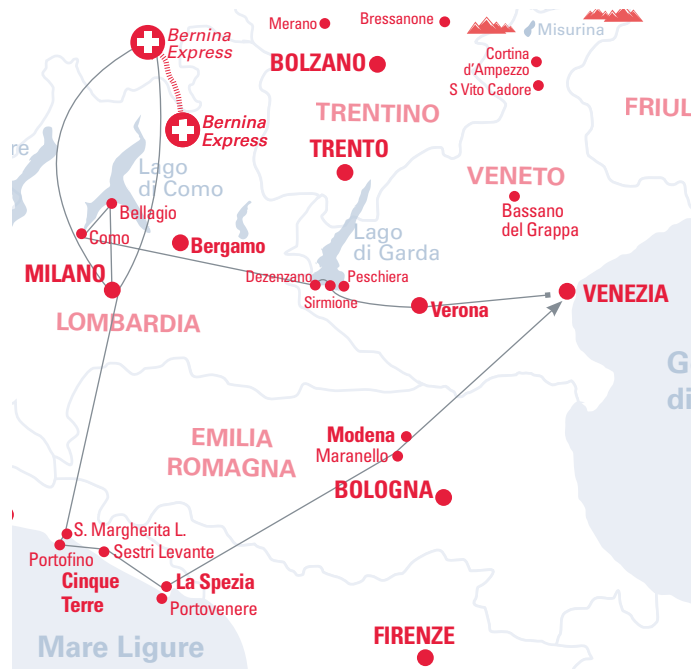 Bernina
Express
Merano
Bressanone
Misurina
BOLZANO
Cortina
d'Ampezzo
S Vito Cadore
TRENTINO
FRIUL
Bernina
Express
re
TRENTO
Lago
di Como
VENETO
Bellagio
Bassano
del Grappa
Como
Bergamo
Lago
di Garda
MILANO
Dezenzano
Peschiera
Sirmione
Verona
VENEZIA
LOMBARDIA
G
di
EMILIA
ROMAGNA
Modena
Maranello
BOLOGNA
S. Margherita L.
Portofino
Sestri Levante
Cinque
Terre
La Spezia
Portovenere
Mare Ligure
FIRENZE